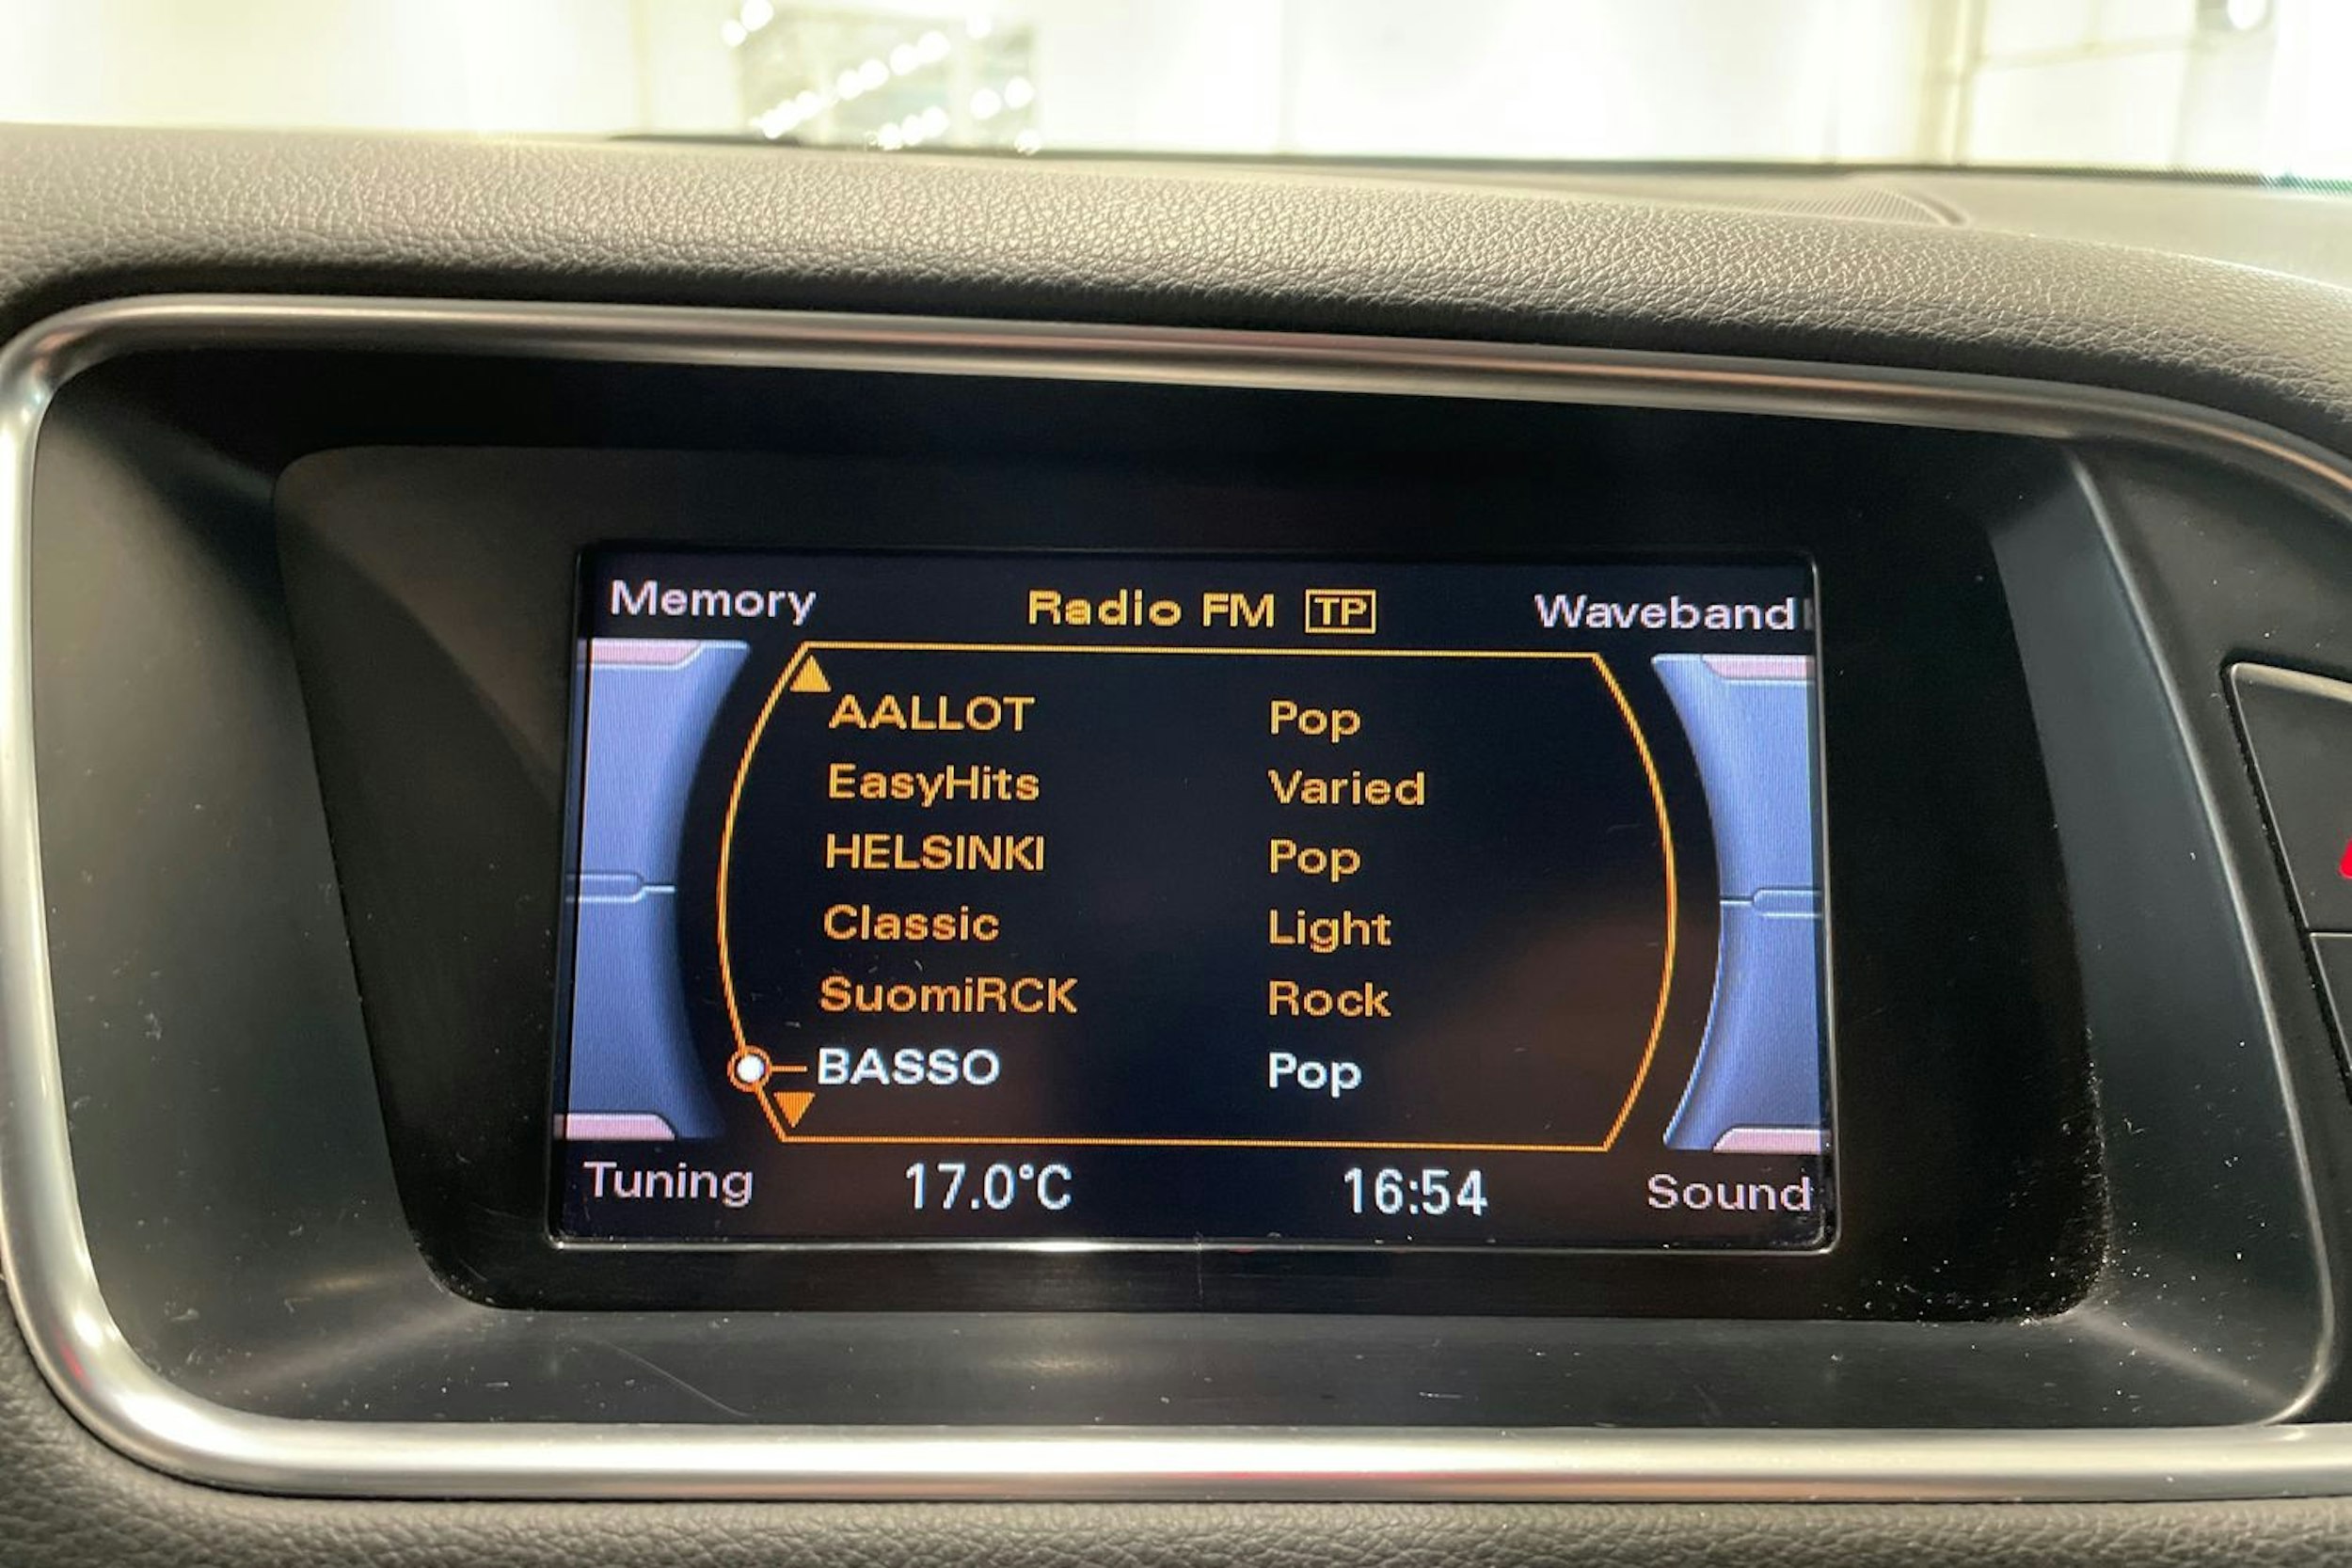 Memory Radio FM TP Waveband
AALLOT Pop
EasyHits Varied
HELSINKI Pop
Classic Light
SuomiRCK Rock
BASSO Pop
Tuning 17.0°C 16:54 Sound